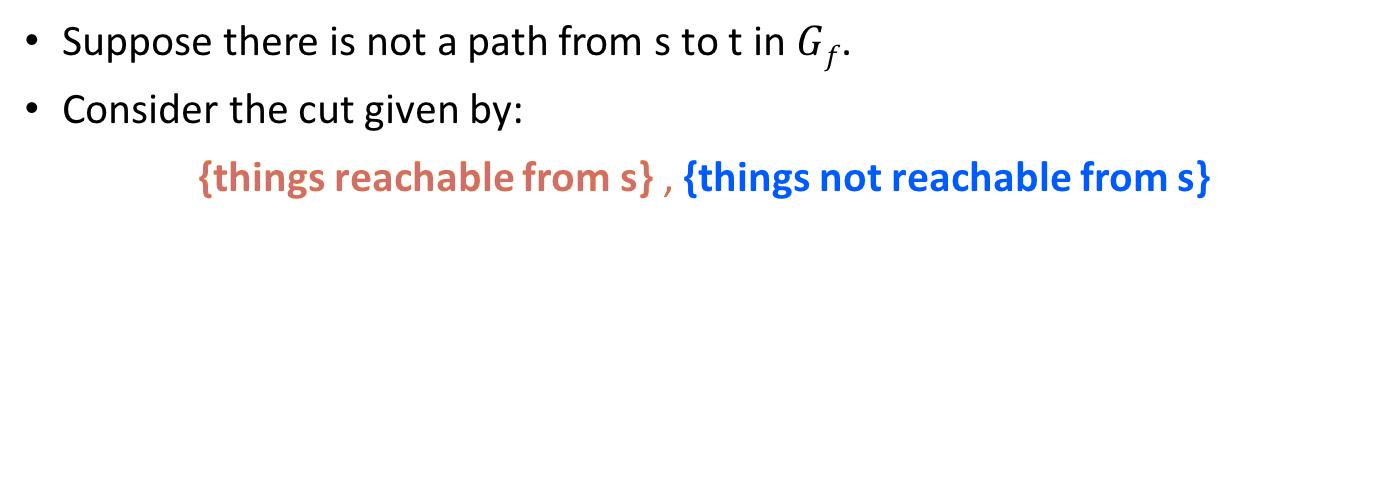 • Suppose there is not a path from s to t in $G_f$.
• Consider the cut given by:
{things reachable from s} , {things not reachable from s}